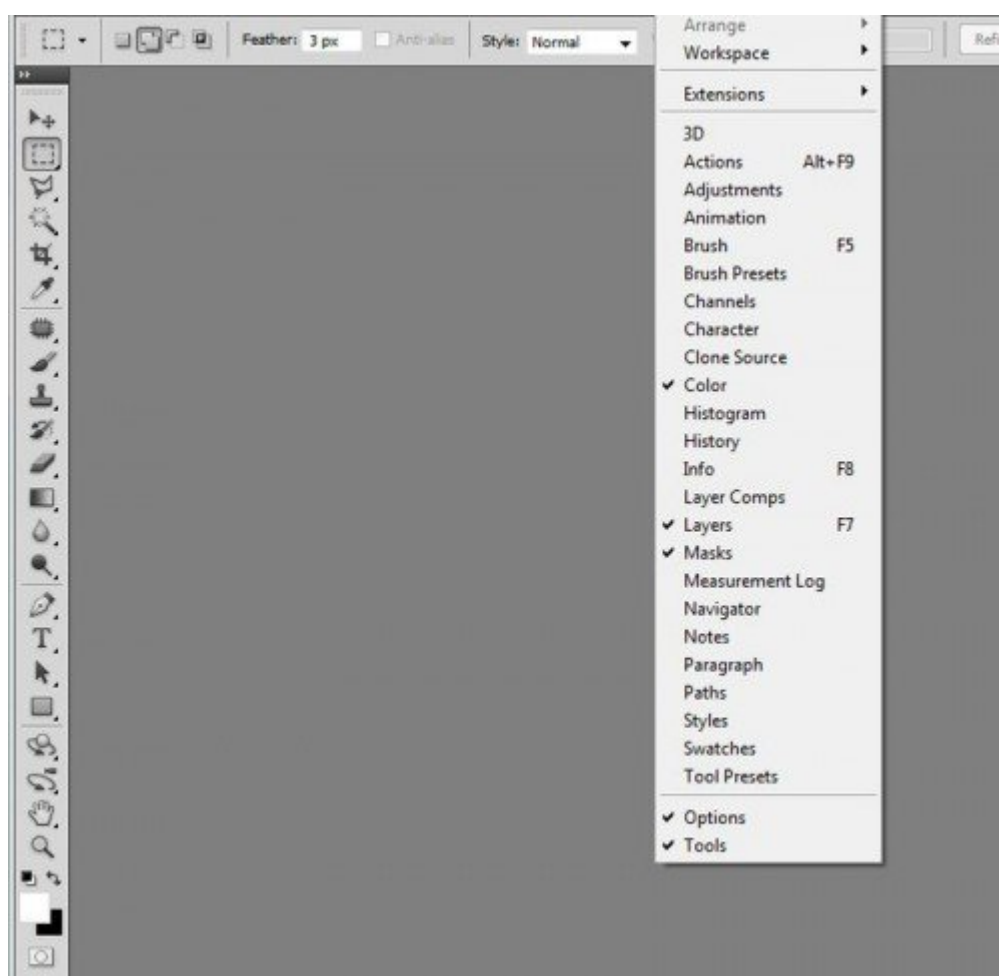 Feather: 3 px Anti-alias Style: Normal
Arrange
Workspace
Extensions
3D
Actions Alt+F9
Adjustments
Animation
Brush F5
Brush Presets
Channels
Character
Clone Source
Color
Histogram
History
Info F8
Layer Comps
Layers F7
Masks
Measurement Log
Navigator
Notes
Paragraph
Paths
Styles
Swatches
Tool Presets
Options
Tools
T